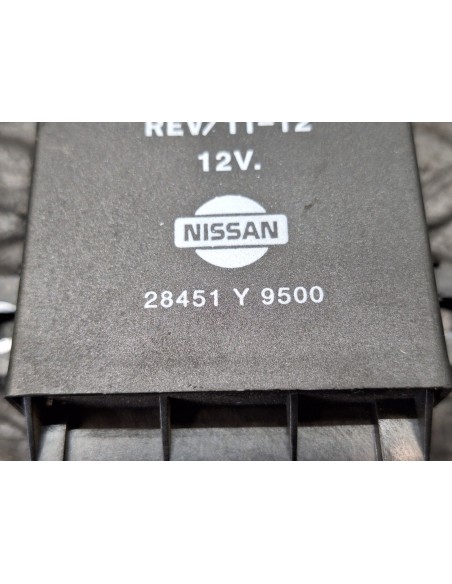 REV/ 11-12
12V.
NISSAN
28451 Y 9500